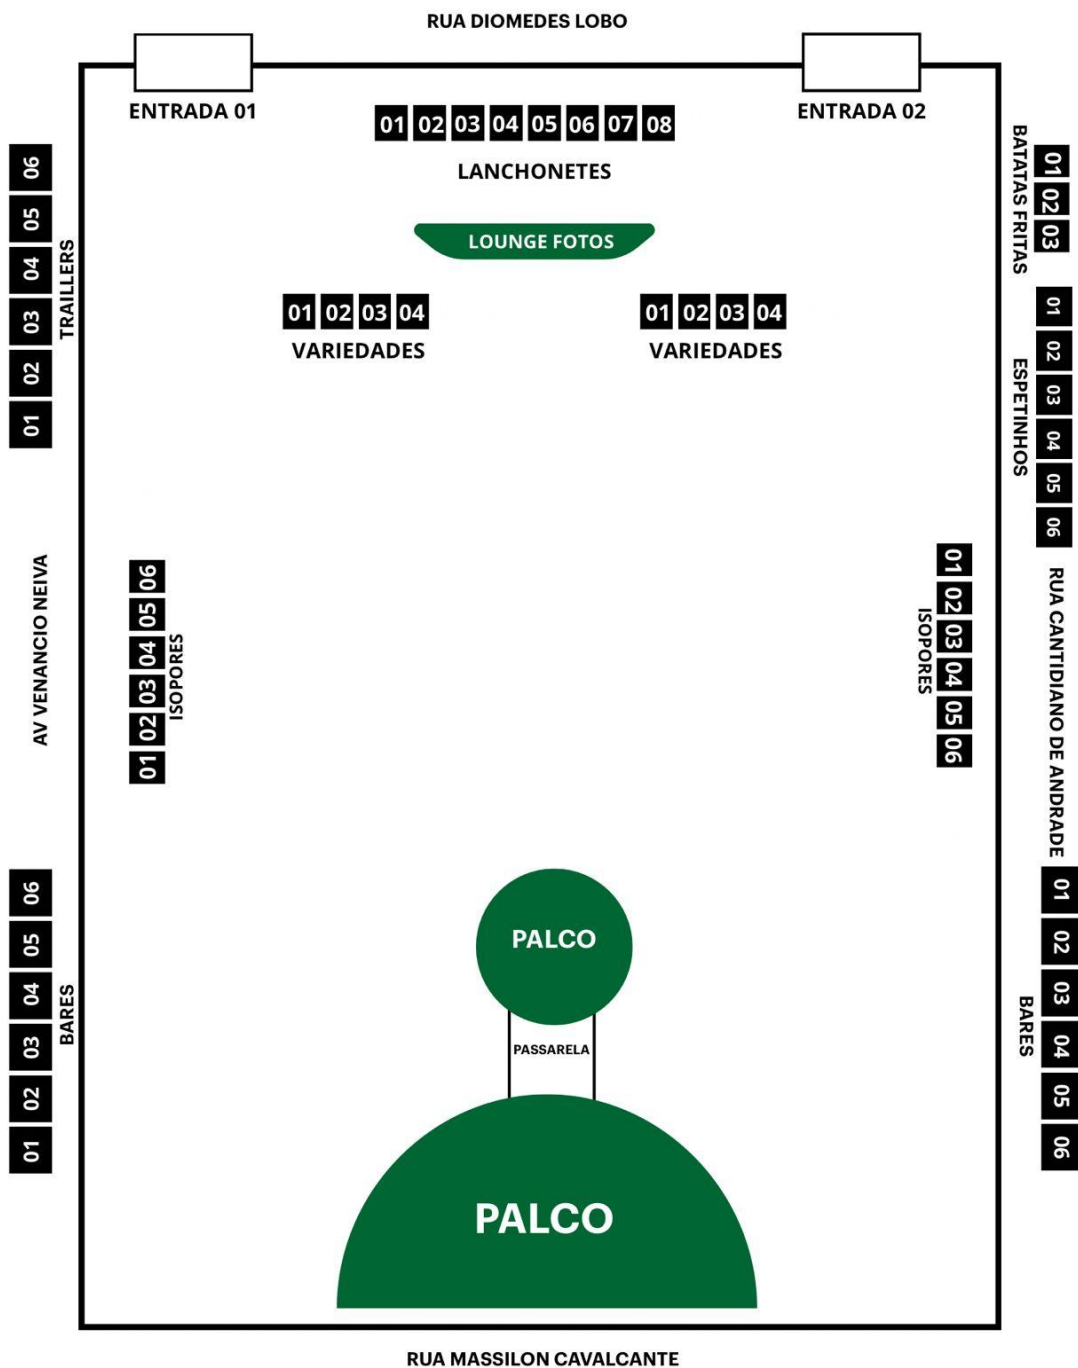 RUA DIOMEDES LOBO
ENTRADA 01
ENTRADA 02
01 02 03 04 05 06 07 08
LANCHONETES
LOUNGE FOTOS
01 02 03 04
VARIEDADES
01 02 03 04
VARIEDADES
01 02 03 04 05 06
TRAILLERS
AV VENANCIO NEIVA
01 02 03 04 05 06
ISOPORES
01 02 03 04 05 06
BARES
01 02 03
BATATAS FRITAS
01 02 03 04 05 06
ESPETINHOS
01 02 03 04 05 06
ISOPORES
RUA CANTIDIANO DE ANDRADE
01 02 03 04 05 06
BARES
PALCO
PASSARELA
PALCO
RUA MASSILON CAVALCANTE